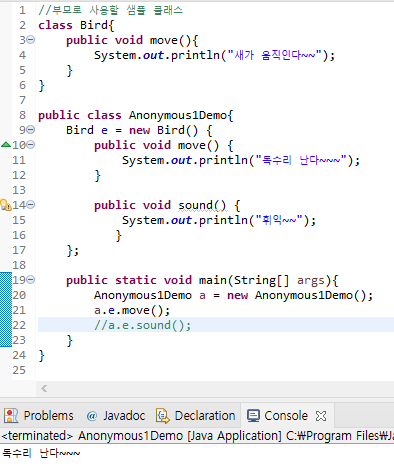 1 //부모로 사용할 샘플 클래스
2 class Bird{
3 public void move(){
4 System.out.println("새가 움직인다~~");
5 }
6 }
7
8 public class Anonymous1Demo{
9 Bird e = new Bird() {
10 public void move() {
11 System.out.println("독수리 난다~~~");
12 }
13
14 public void sound() {
15 System.out.println("휘익~~");
16 }
17 };
18
19 public static void main(String[] args){
20 Anonymous1Demo a = new Anonymous1Demo();
21 a.e.move();
22 //a.e.sound();
23 }
24 }
25
Problems @ Javadoc Declaration Console
<terminated> Anonymous1Demo [Java Application] C:₩Program Files₩Ja
독수리 난다~~~